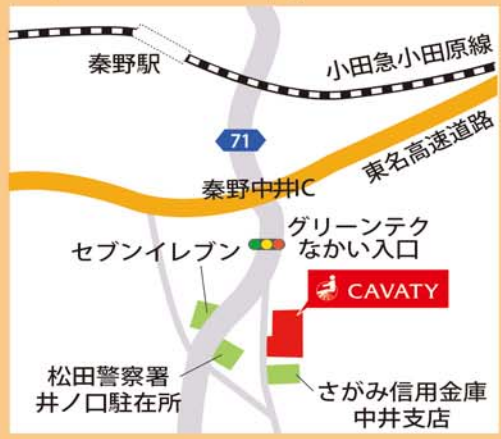 秦野駅
小田急小田原線
71
東名高速道路
秦野中井IC
グリーンテク
なかい入口
セブンイレブン
CAVATY
松田警察署
井ノ口駐在所
さがみ信用金庫
中井支店